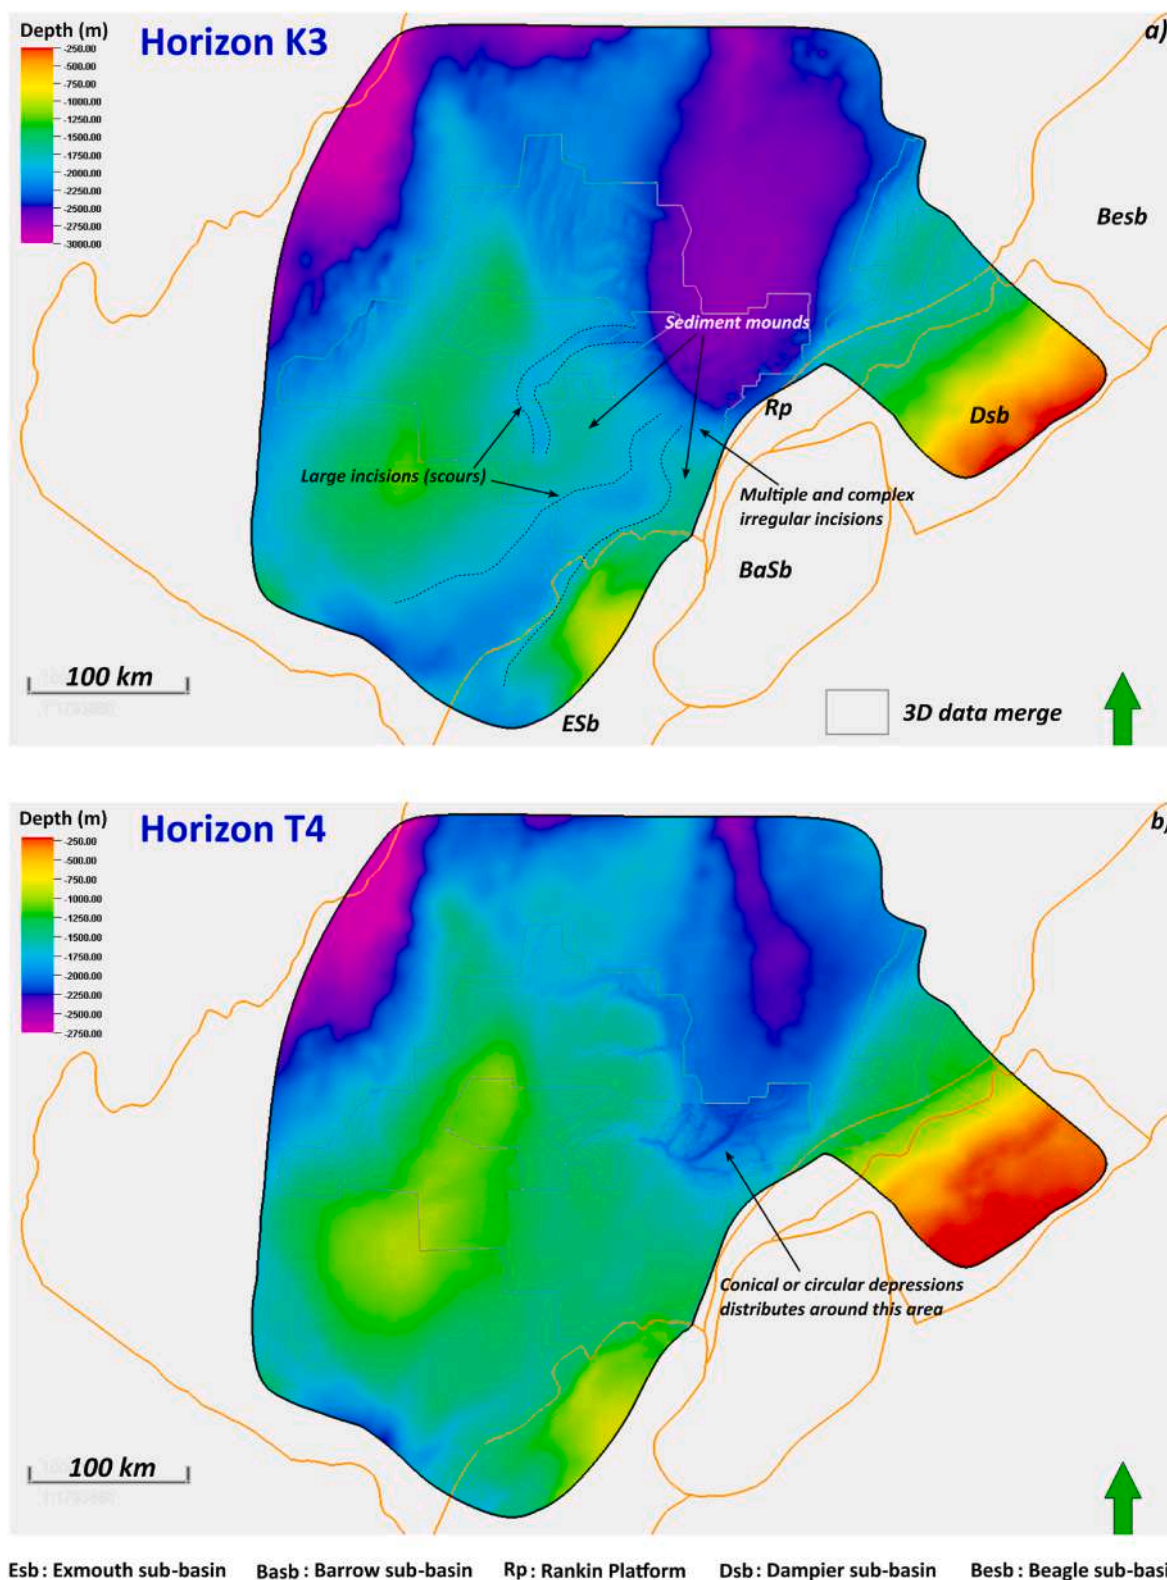 Depth (m)
Horizon K3
a)
-250.00
-500.00
-750.00
-1000.00
-1250.00
-1500.00
-1750.00
-2000.00
-2250.00
-2500.00
-2750.00
-3000.00
Besb
Sediment mounds
Rp
Dsb
Large incisions (scours)
Multiple and complex
irregular incisions
BaSb
100 km
ESb
3D data merge
Depth (m)
Horizon T4
b)
-250.00
-500.00
-750.00
-1000.00
-1250.00
-1500.00
-1750.00
-2000.00
-2250.00
-2500.00
-2750.00
Conical or circular depressions
distributes around this area
100 km
Esb : Exmouth sub-basin Basb : Barrow sub-basin Rp : Rankin Platform Dsb : Dampier sub-basin Besb : Beagle sub-basi